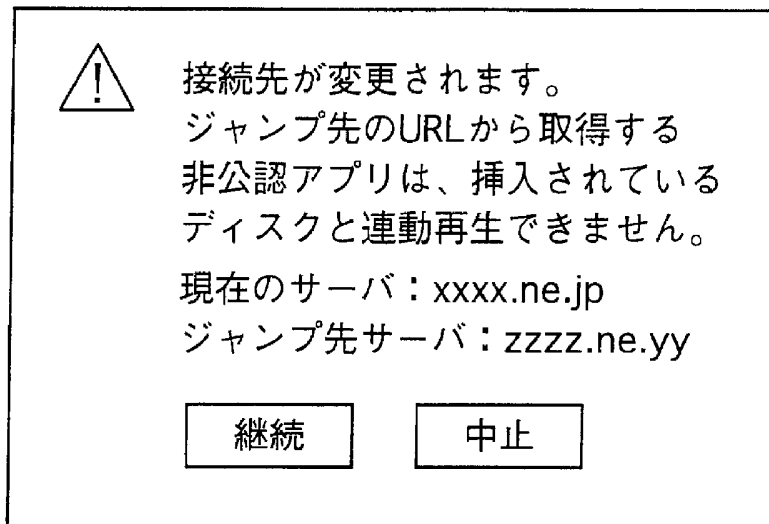 接続先が変更されます。
ジャンプ先のURLから取得する
非公認アプリは、挿入されている
ディスクと連動再生できません。
現在のサーバ：xxxx.ne.jp
ジャンプ先サーバ：zzzz.ne.yy
継続 中止